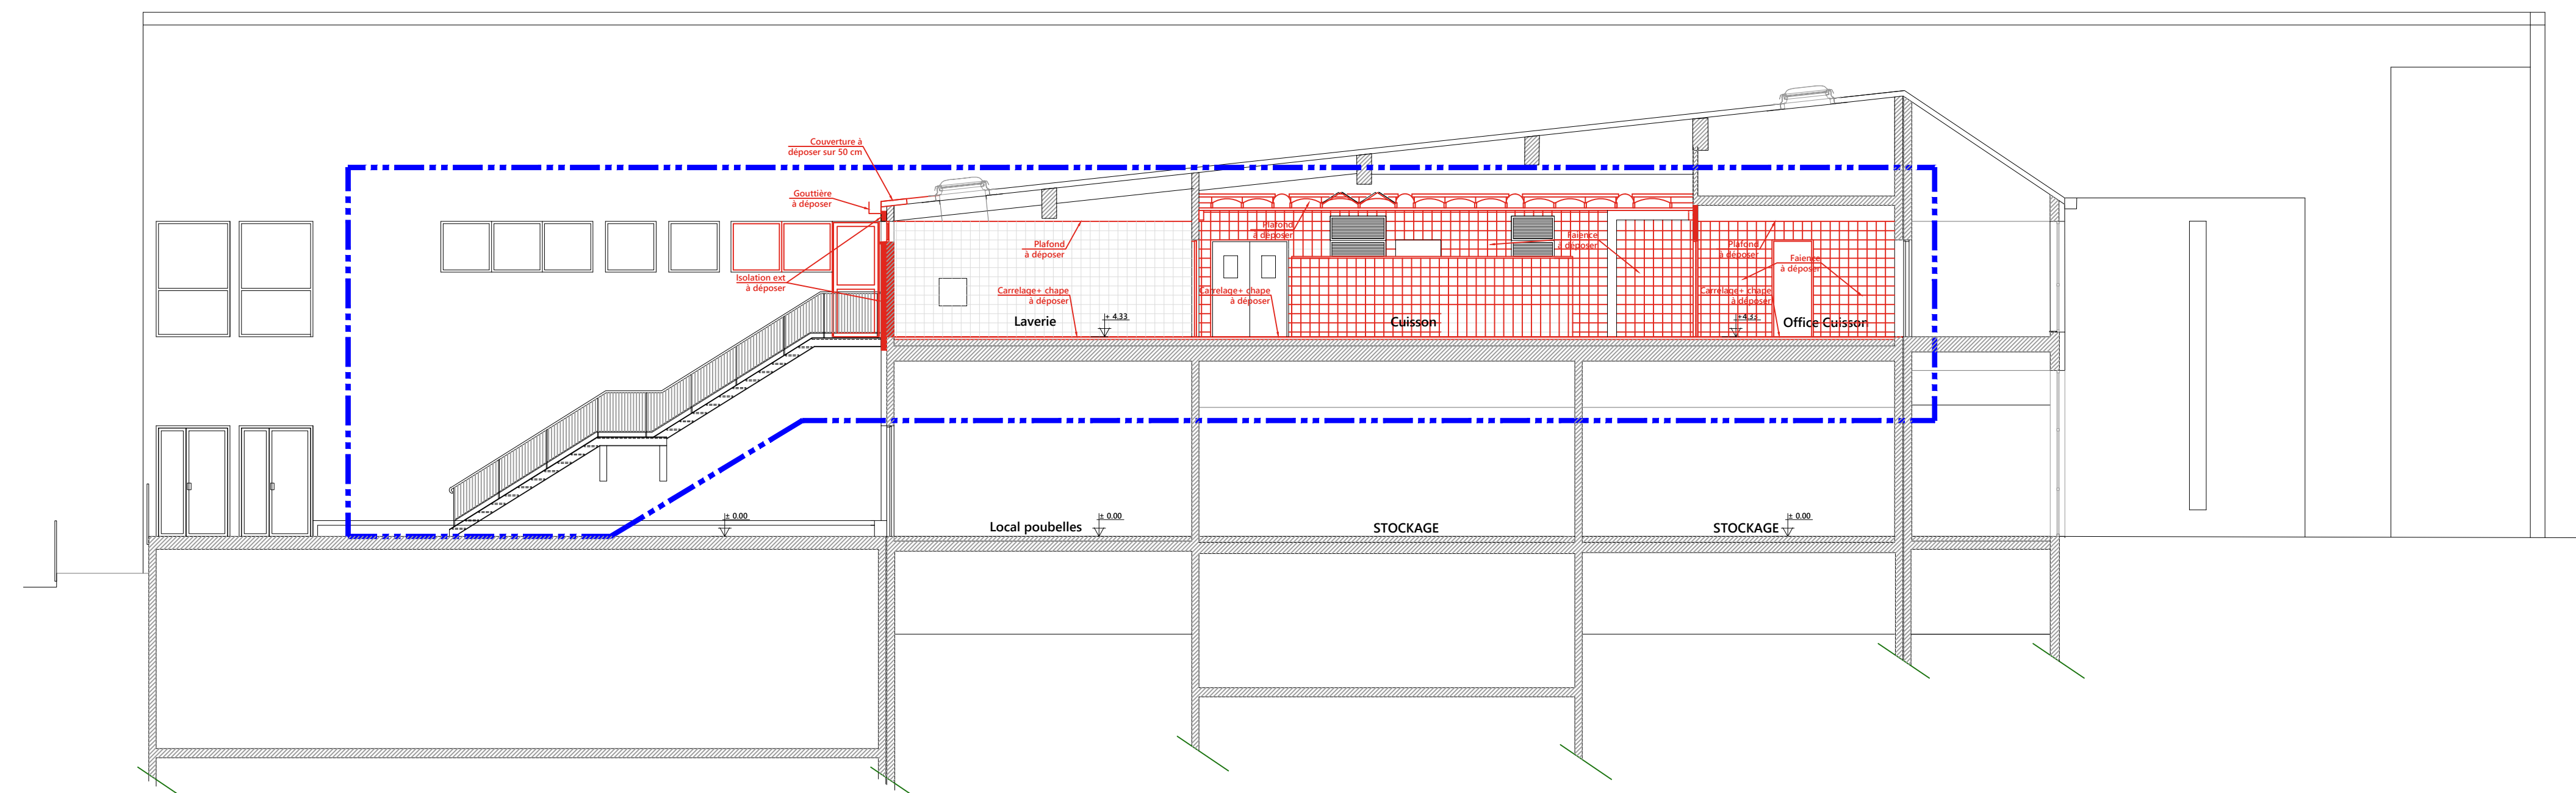 Couverture à
déposer sur 50 cm
Gouttière
à déposer
Isolation ext
à déposer
Plafond
à déposer
Carrelage+ chape
à déposer
Laverie
+ 4.33
Plafond
à déposer
Faïence
à déposer
Carrelage+ chape
à déposer
Cuisson
Plafond
à déposer
Faïence
à déposer
Carrelage+ chape
à déposer
+4.33
Office Cuisson
± 0.00
Local poubelles
± 0.00
STOCKAGE
STOCKAGE
± 0.00